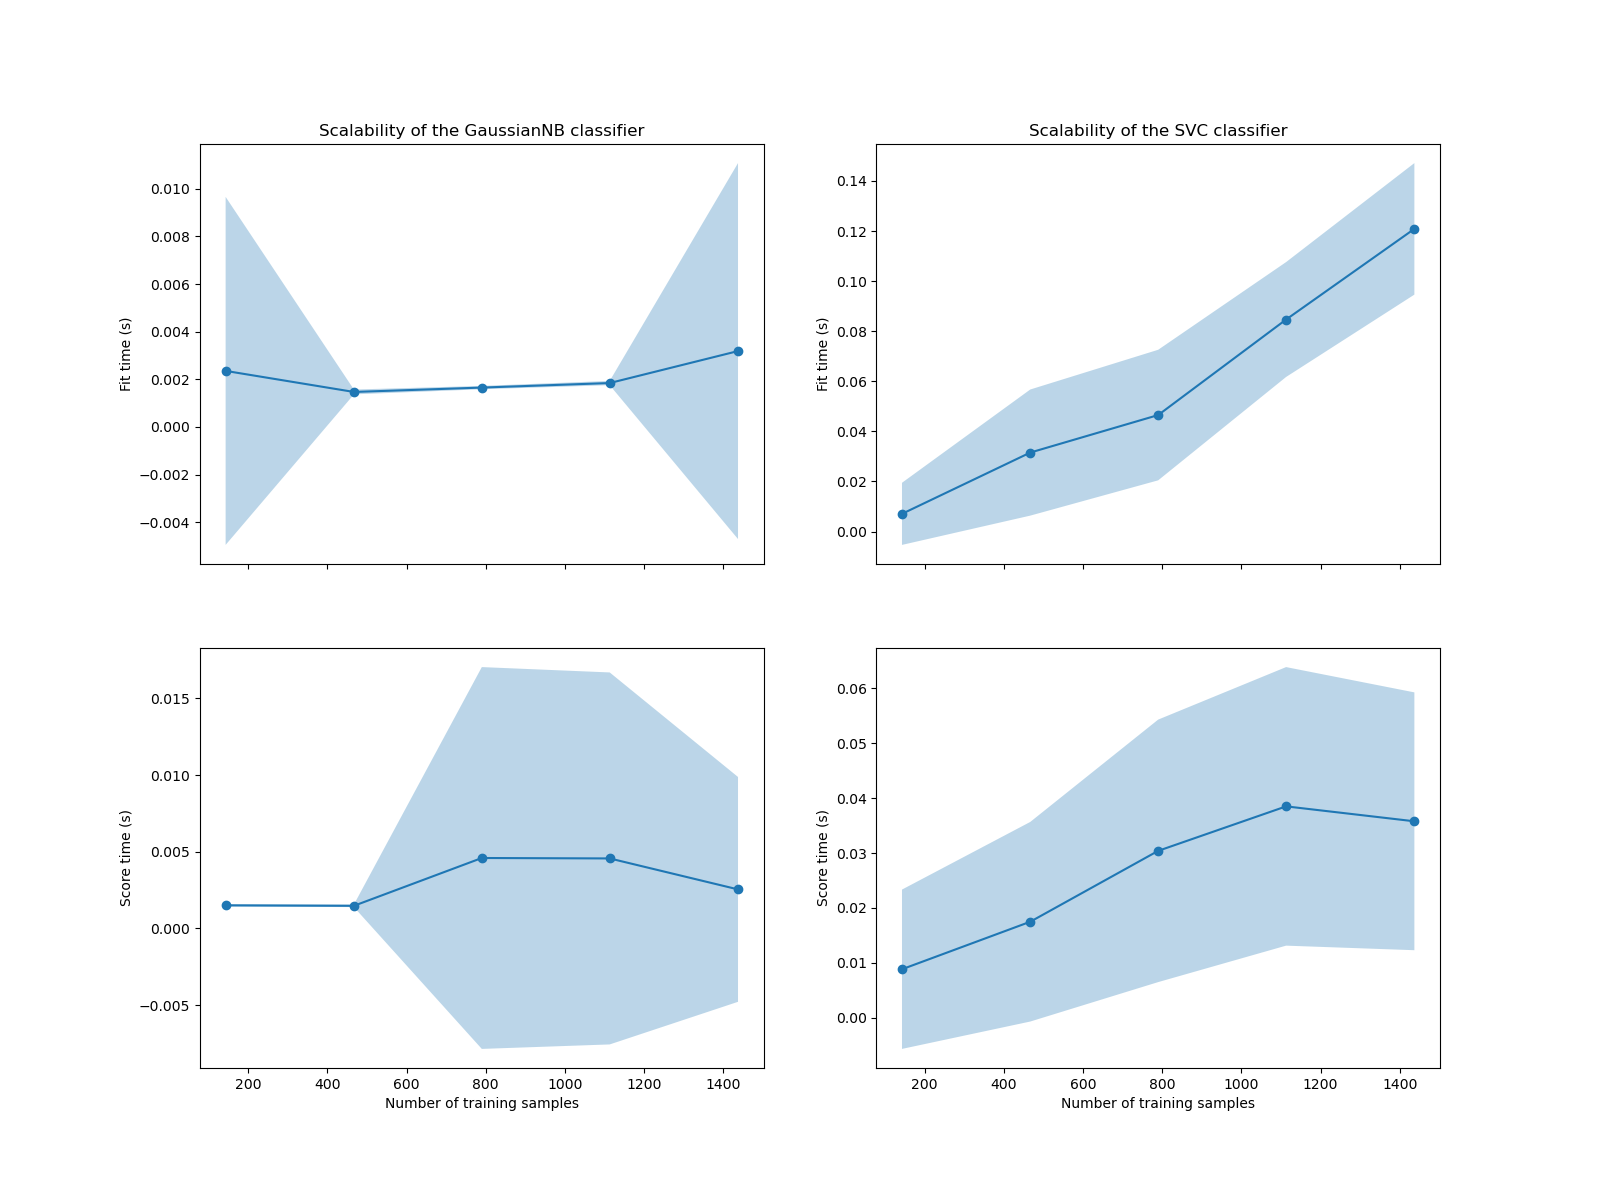 Scalability of the GaussianNB classifier
0.010
0.008
0.006
0.004
0.002
0.000
−0.002
−0.004
Fit time (s)
Scalability of the SVC classifier
0.14
0.12
0.10
0.08
0.06
0.04
0.02
0.00
Fit time (s)
0.015
0.010
0.005
0.000
−0.005
Score time (s)
200 400 600 800 1000 1200 1400
Number of training samples
0.06
0.05
0.04
0.03
0.02
0.01
0.00
Score time (s)
200 400 600 800 1000 1200 1400
Number of training samples